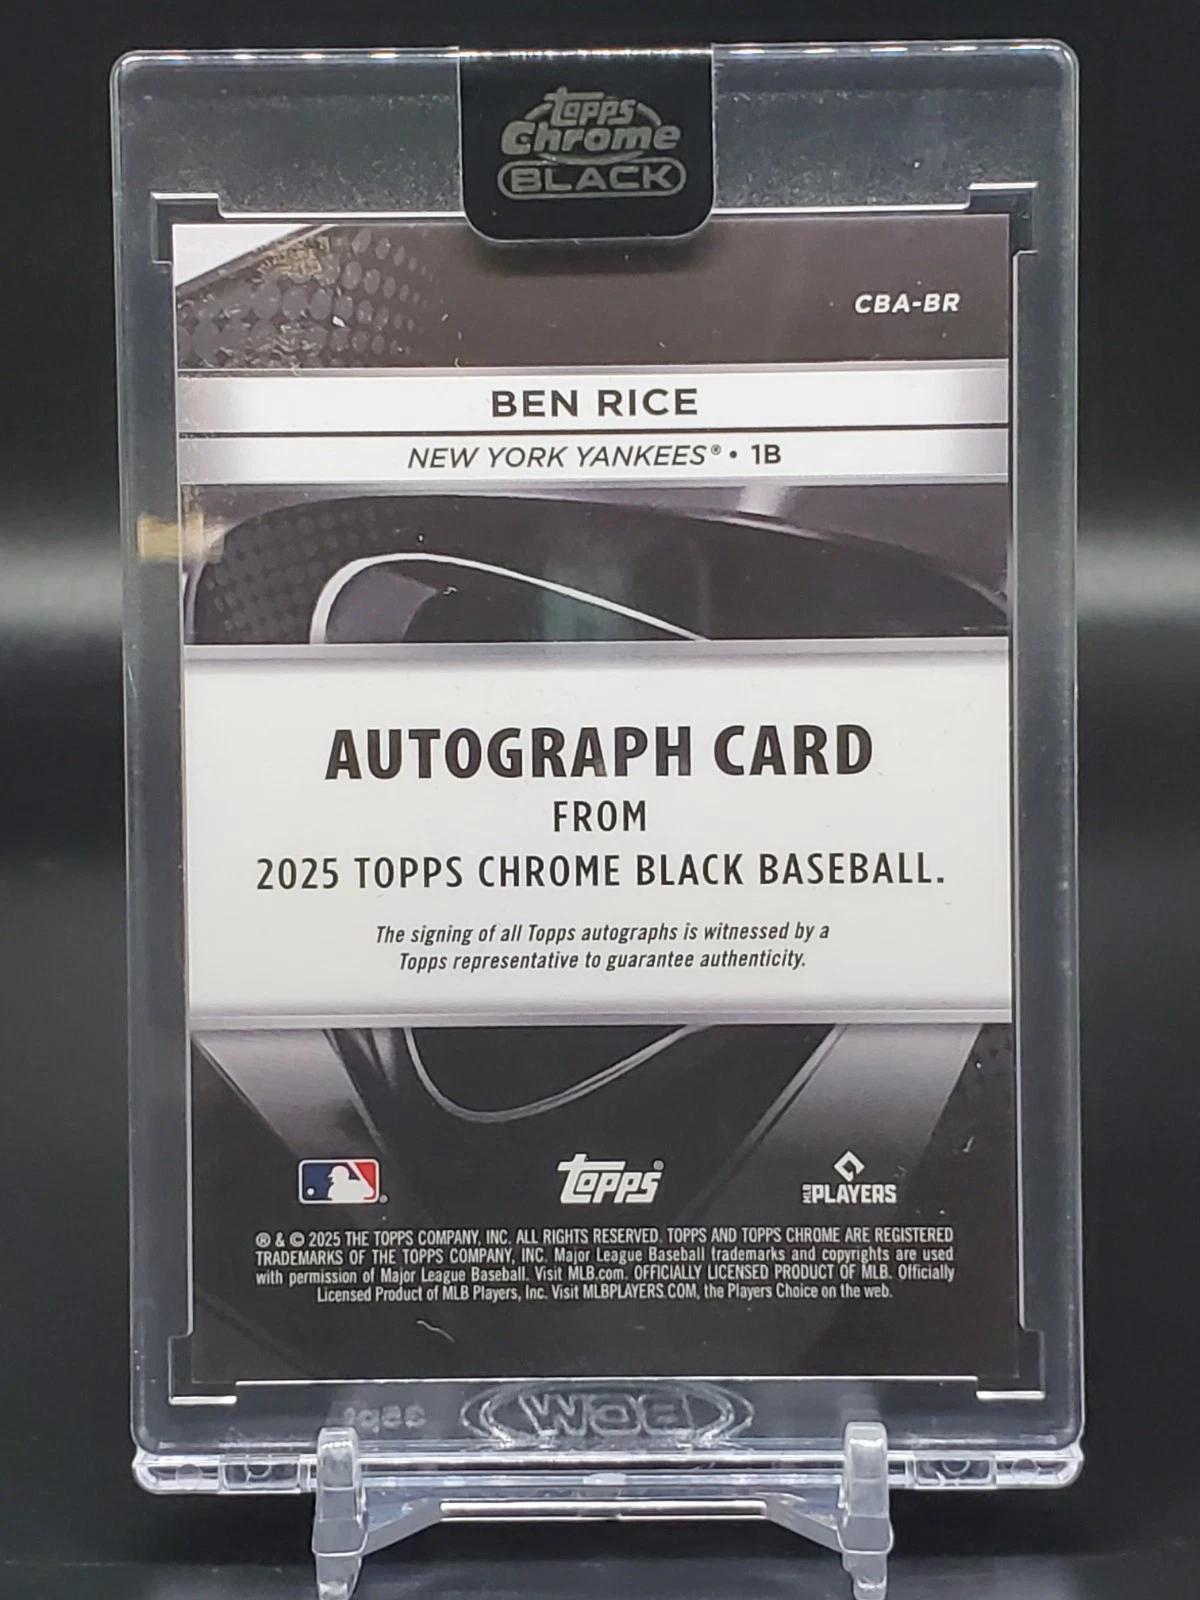 Topps
Chrome
BLACK
CBA-BR
BEN RICE
NEW YORK YANKEES® • 1B
AUTOGRAPH CARD
FROM
2025 TOPPS CHROME BLACK BASEBALL.
The signing of all Topps autographs is witnessed by a
Topps representative to guarantee authenticity.
Topps®
MLB PLAYERS
® & © 2025 THE TOPPS COMPANY, INC. ALL RIGHTS RESERVED. TOPPS AND TOPPS CHROME ARE REGISTERED
TRADEMARKS OF THE TOPPS COMPANY, INC. Major League Baseball trademarks and copyrights are used
with permission of Major League Baseball. Visit MLB.com. OFFICIALLY LICENSED PRODUCT OF MLB. Officially
Licensed Product of MLB Players, Inc. Visit MLBPLAYERS.COM, the Players Choice on the web.
35pt BCW